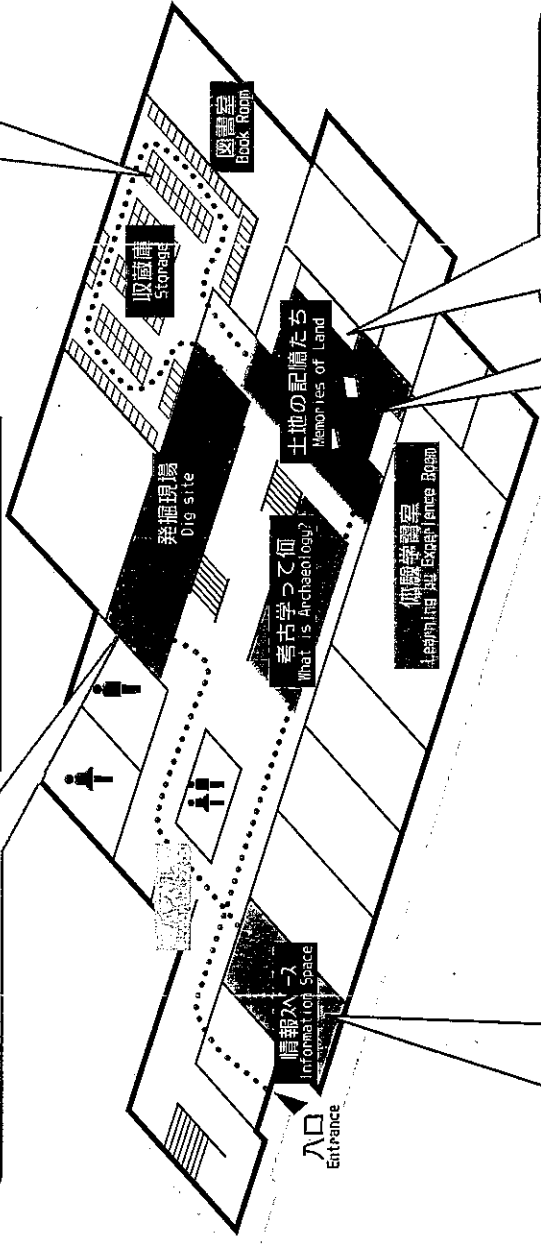 図書室
Book Room
収蔵庫
Storage
土地の記憶たち
Memories of Land
発掘現場
Dig site
考古学って何
What is Archaeology?
体験学習室
Experience Room
情報スペース
Information Space
入口
Entrance